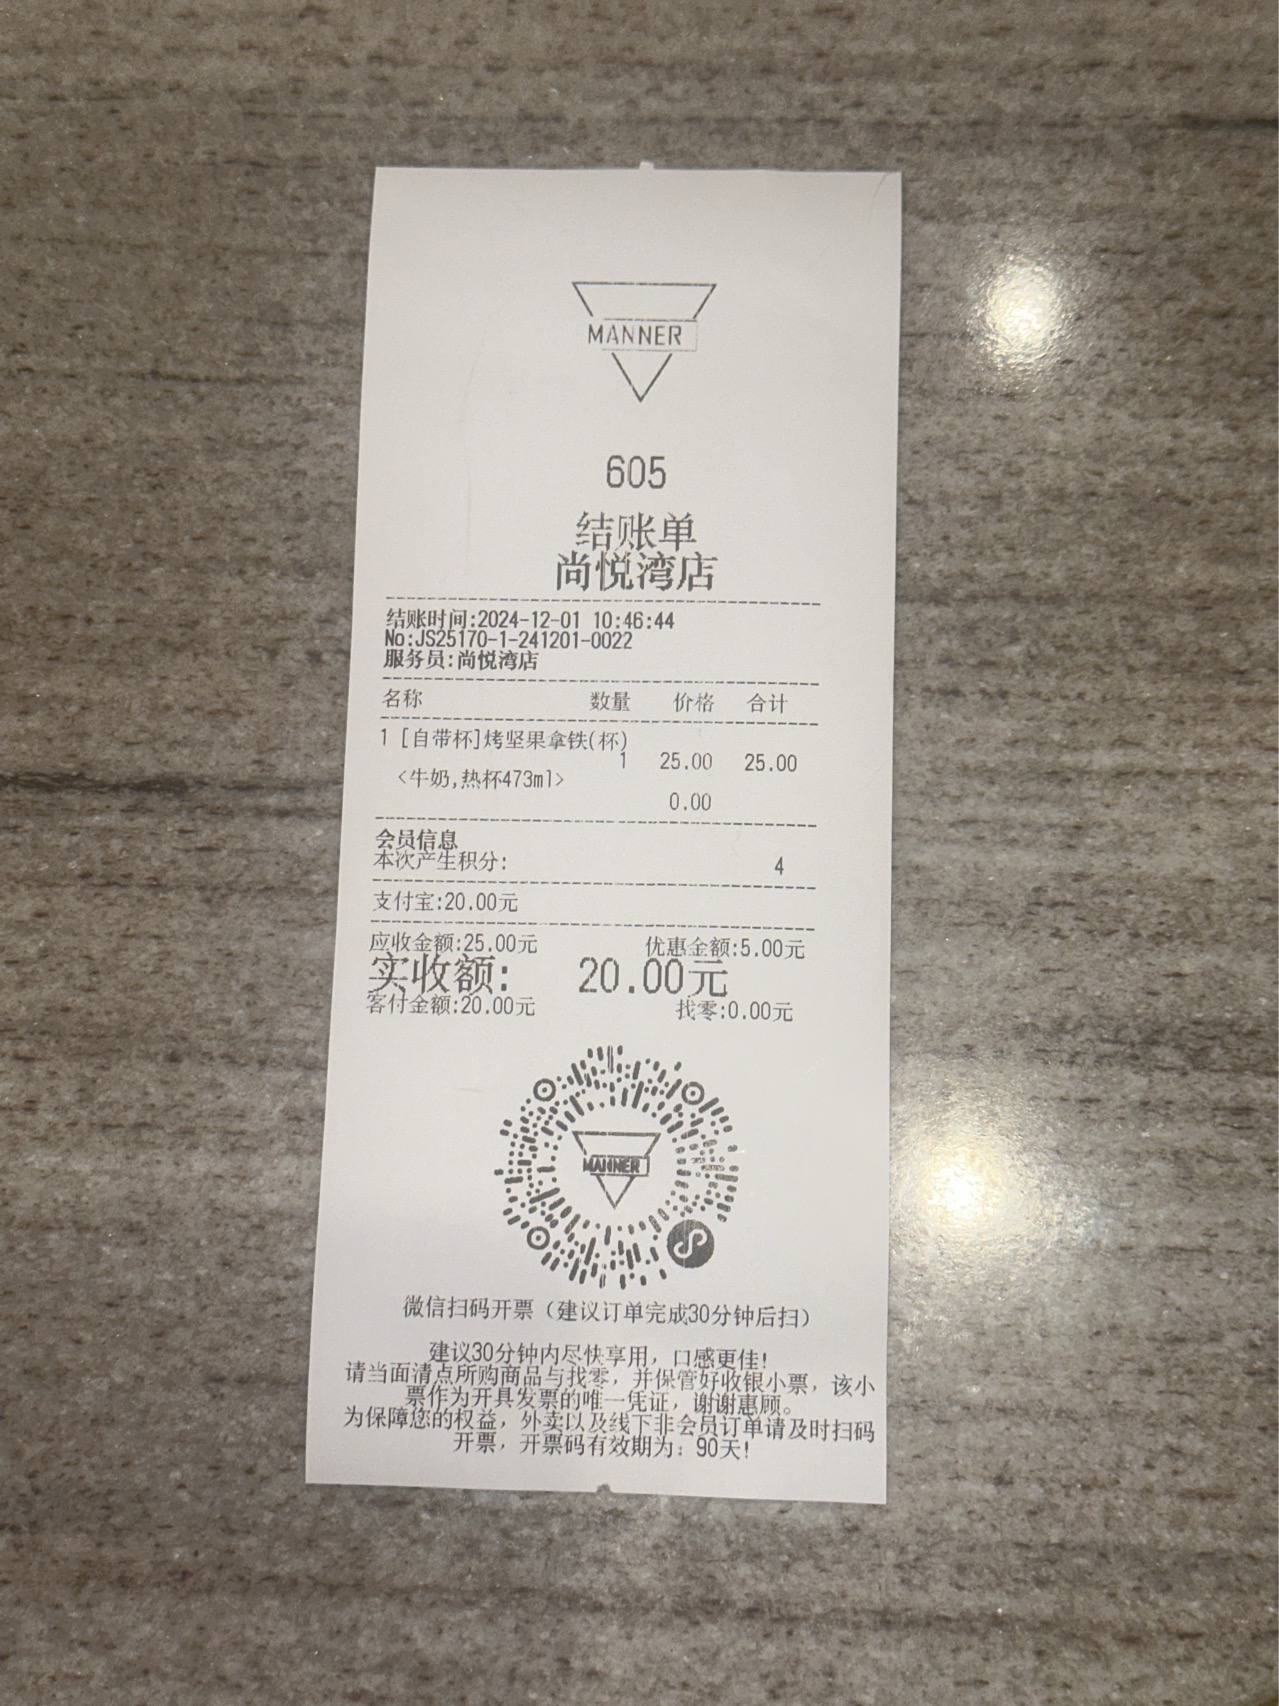 MANNER
605
结账单
尚悦湾店
结账时间:2024-12-01 10:46:44
No:JS25170-1-241201-0022
服务员:尚悦湾店
名称 数量 价格 合计
1 [自带杯]烤坚果拿铁(杯)
1 25.00 25.00
<牛奶,热杯473ml>
0.00
会员信息
本次产生积分: 4
支付宝:20.00元
应收金额:25.00元 优惠金额:5.00元
实收额: 20.00元
客付金额:20.00元 找零:0.00元
MANNER
微信扫码开票（建议订单完成30分钟后扫）
建议30分钟内尽快享用，口感更佳!
请当面清点所购商品与找零，并保管好收银小票，该小
票作为开具发票的唯一凭证，谢谢惠顾。
为保障您的权益，外卖以及线下非会员订单请及时扫码
开票，开票码有效期为：90天!